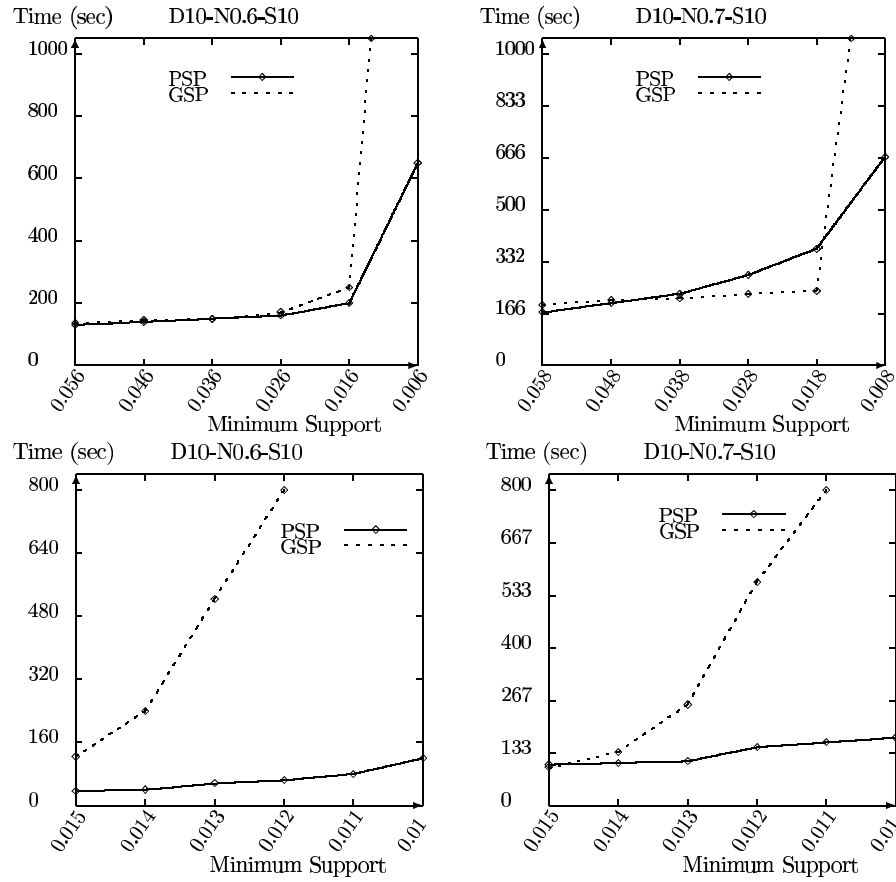 Time (sec) D10-N0.6-S10
1000
800
600
400
200
0
PSP
GSP
0.056 0.046 0.036 0.026 0.016 0.006
Minimum Support
Time (sec) D10-N0.7-S10
1000
833
666
500
332
166
0
PSP
GSP
0.058 0.048 0.038 0.028 0.018 0.008
Minimum Support
Time (sec) D10-N0.6-S10
800
640
480
320
160
0
PSP
GSP
0.015 0.014 0.013 0.012 0.011 0.01
Minimum Support
Time (sec) D10-N0.7-S10
800
667
533
400
267
133
0
PSP
GSP
0.015 0.014 0.013 0.012 0.011 0.01
Minimum Support